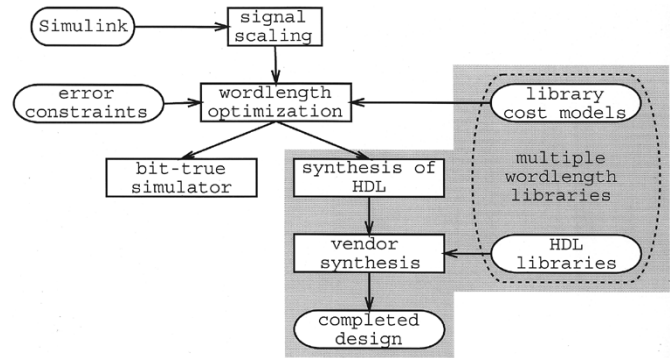 Simulink
signal
scaling
error
constraints
wordlength
optimization
library
cost models
bit-true
simulator
synthesis of
HDL
multiple
wordlength
libraries
vendor
synthesis
HDL
libraries
completed
design